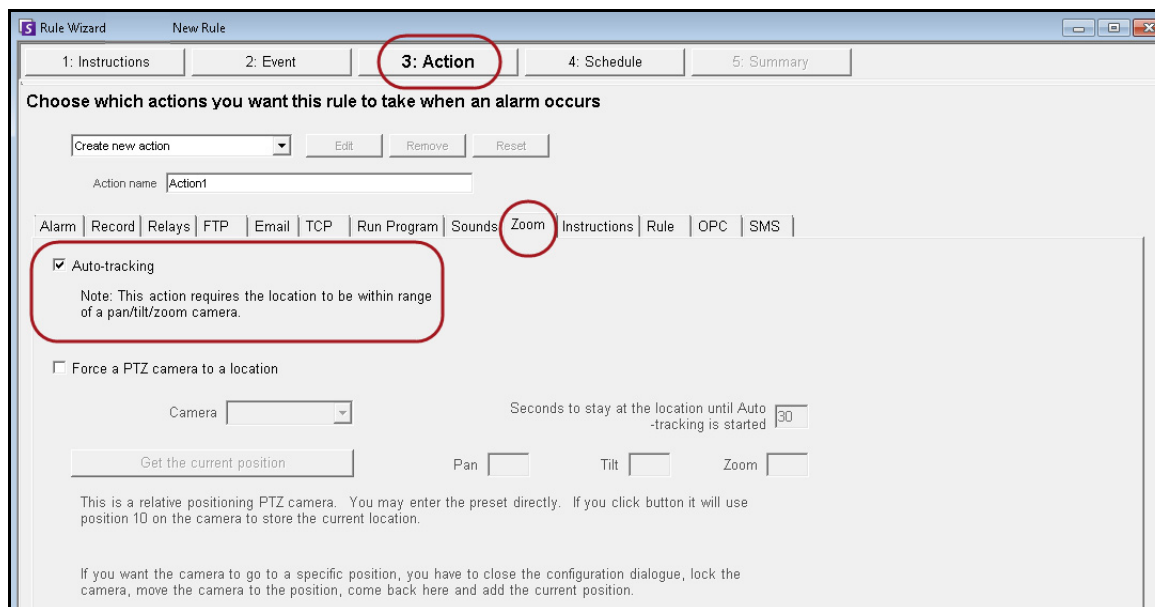 Rule Wizard New Rule
1: Instructions 2: Event 3: Action 4: Schedule 5: Summary
Choose which actions you want this rule to take when an alarm occurs
Create new action Edit Remove Reset
Action name Action1
Alarm Record Relays FTP Email TCP Run Program Sounds Zoom Instructions Rule OPC SMS
Auto-tracking
Note: This action requires the location to be within range
of a pan/tilt/zoom camera.
Force a PTZ camera to a location
Camera
Seconds to stay at the location until Auto
-tracking is started 30
Get the current position Pan Tilt Zoom
This is a relative positioning PTZ camera. You may enter the preset directly. If you click button it will use
position 10 on the camera to store the current location.
If you want the camera to go to a specific position, you have to close the configuration dialogue, lock the
camera, move the camera to the position, come back here and add the current position.